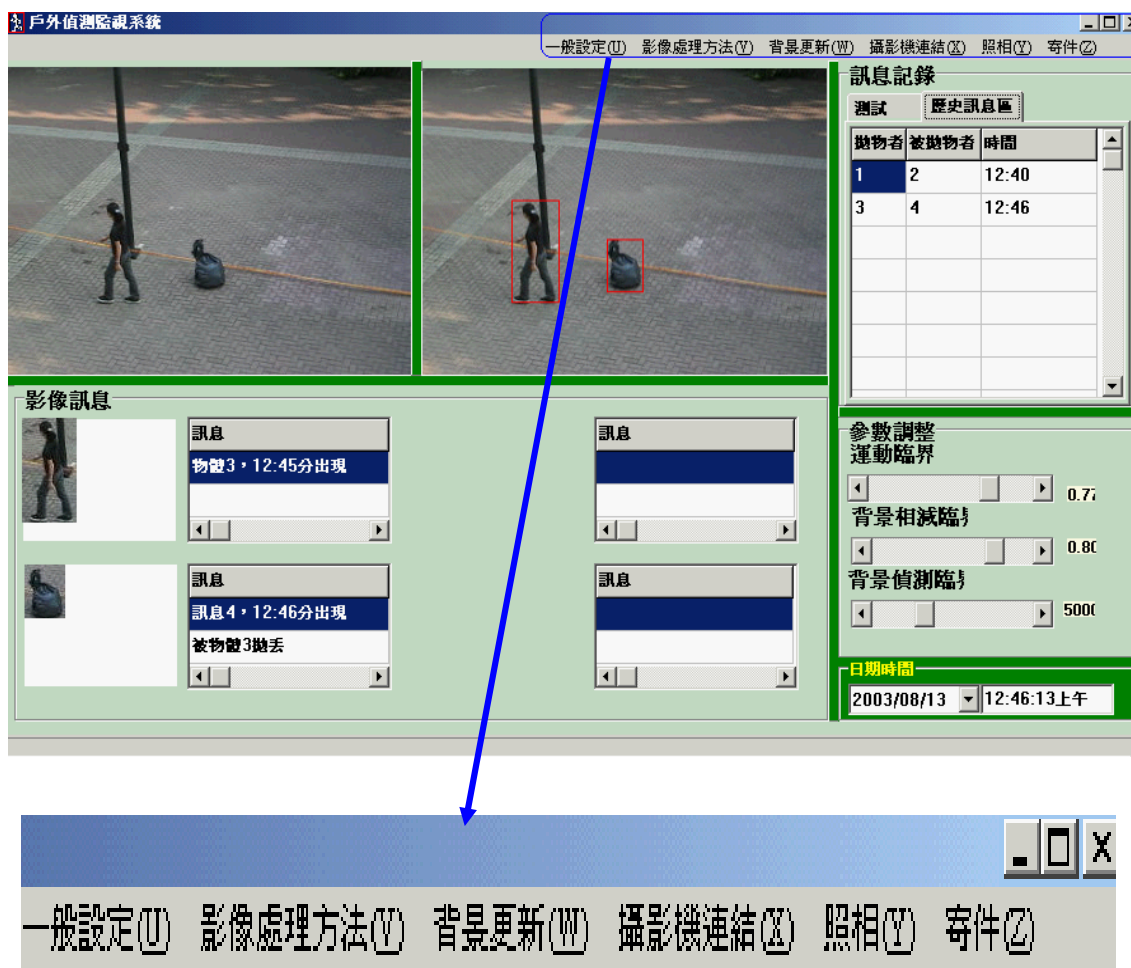 戶外偵測監視系統
一般設定(U) 影像處理方法(V) 背景更新(W) 攝影機連結(X) 照相(Y) 寄件(Z)
訊息記錄
測試 歷史訊息區
拋物者 被拋物者 時間
1 2 12:40
3 4 12:46
影像訊息
訊息
物體3，12:45分出現
訊息
訊息
訊息4，12:46分出現
被物體3拋丟
訊息
參數調整
運動臨界
0.77
背景相減臨界
0.80
背景偵測臨界
5000
日期時間
2003/08/13 12:46:13上午
一般設定(U) 影像處理方法(V) 背景更新(W) 攝影機連結(X) 照相(Y) 寄件(Z)